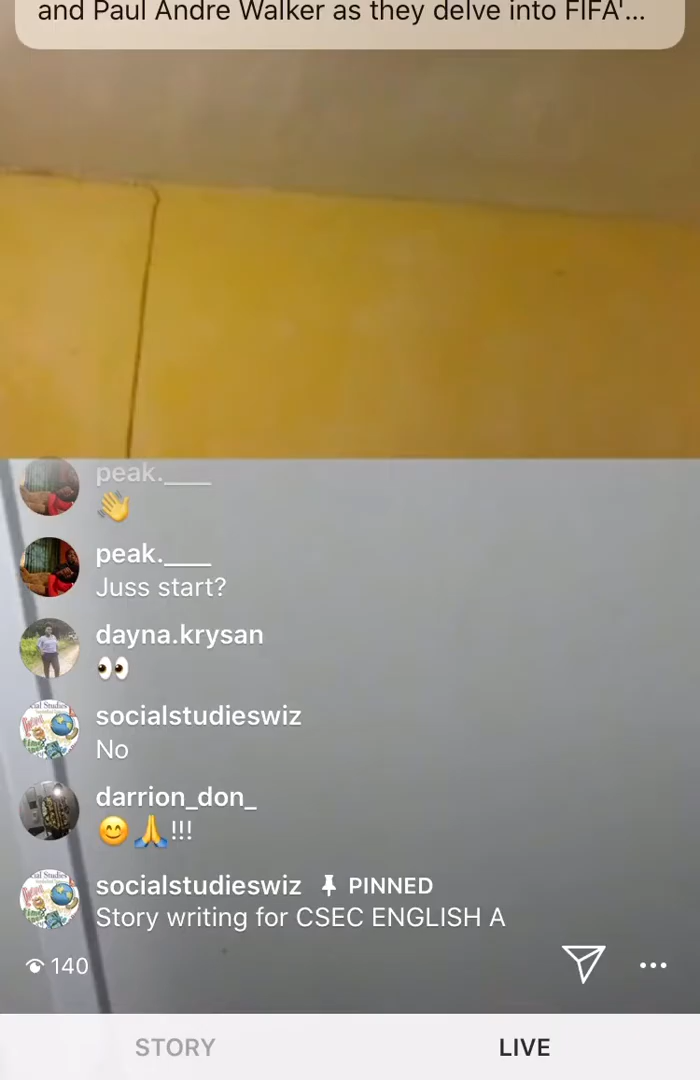 and Paul Andre Walker as they delve into FIFA'...
peak.____
👋
peak.____
Juss start?
dayna.krysan
👀
socialstudieswiz
No
darrion_don_
😊🙏!!!
socialstudieswiz PINNED
Story writing for CSEC ENGLISH A
140
STORY LIVE